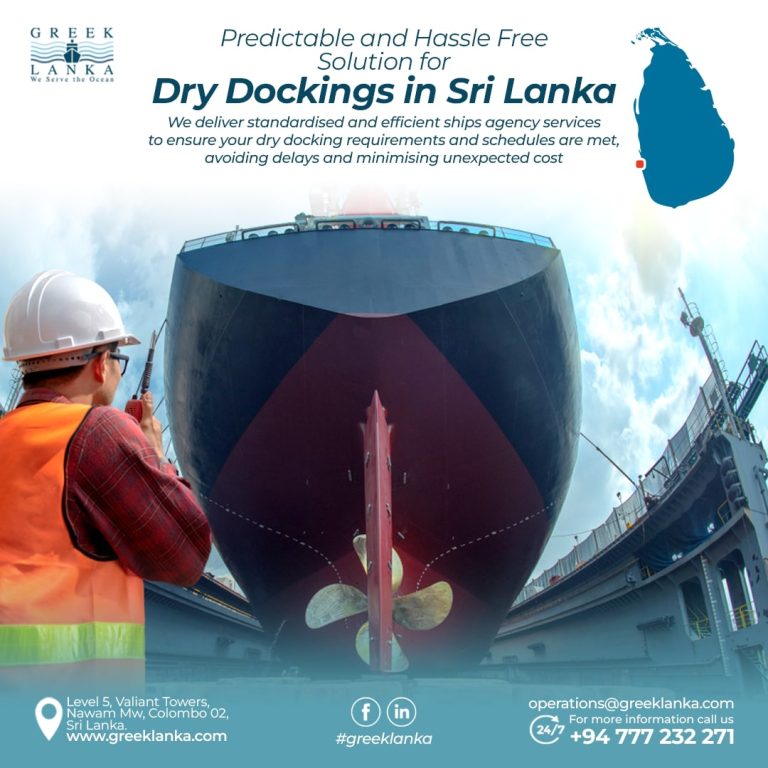 GREEK
LANKA
We Serve the Ocean
Predictable and Hassle Free
Solution for
Dry Dockings in Sri Lanka
We deliver standardised and efficient ships agency services
to ensure your dry docking requirements and schedules are met,
avoiding delays and minimising unexpected cost
Level 5, Valiant Towers,
Nawam Mw, Colombo 02,
Sri Lanka.
www.greeklanka.com
f in
#greeklanka
operations@greeklanka.com
24/7
For more information call us
+94 777 232 271